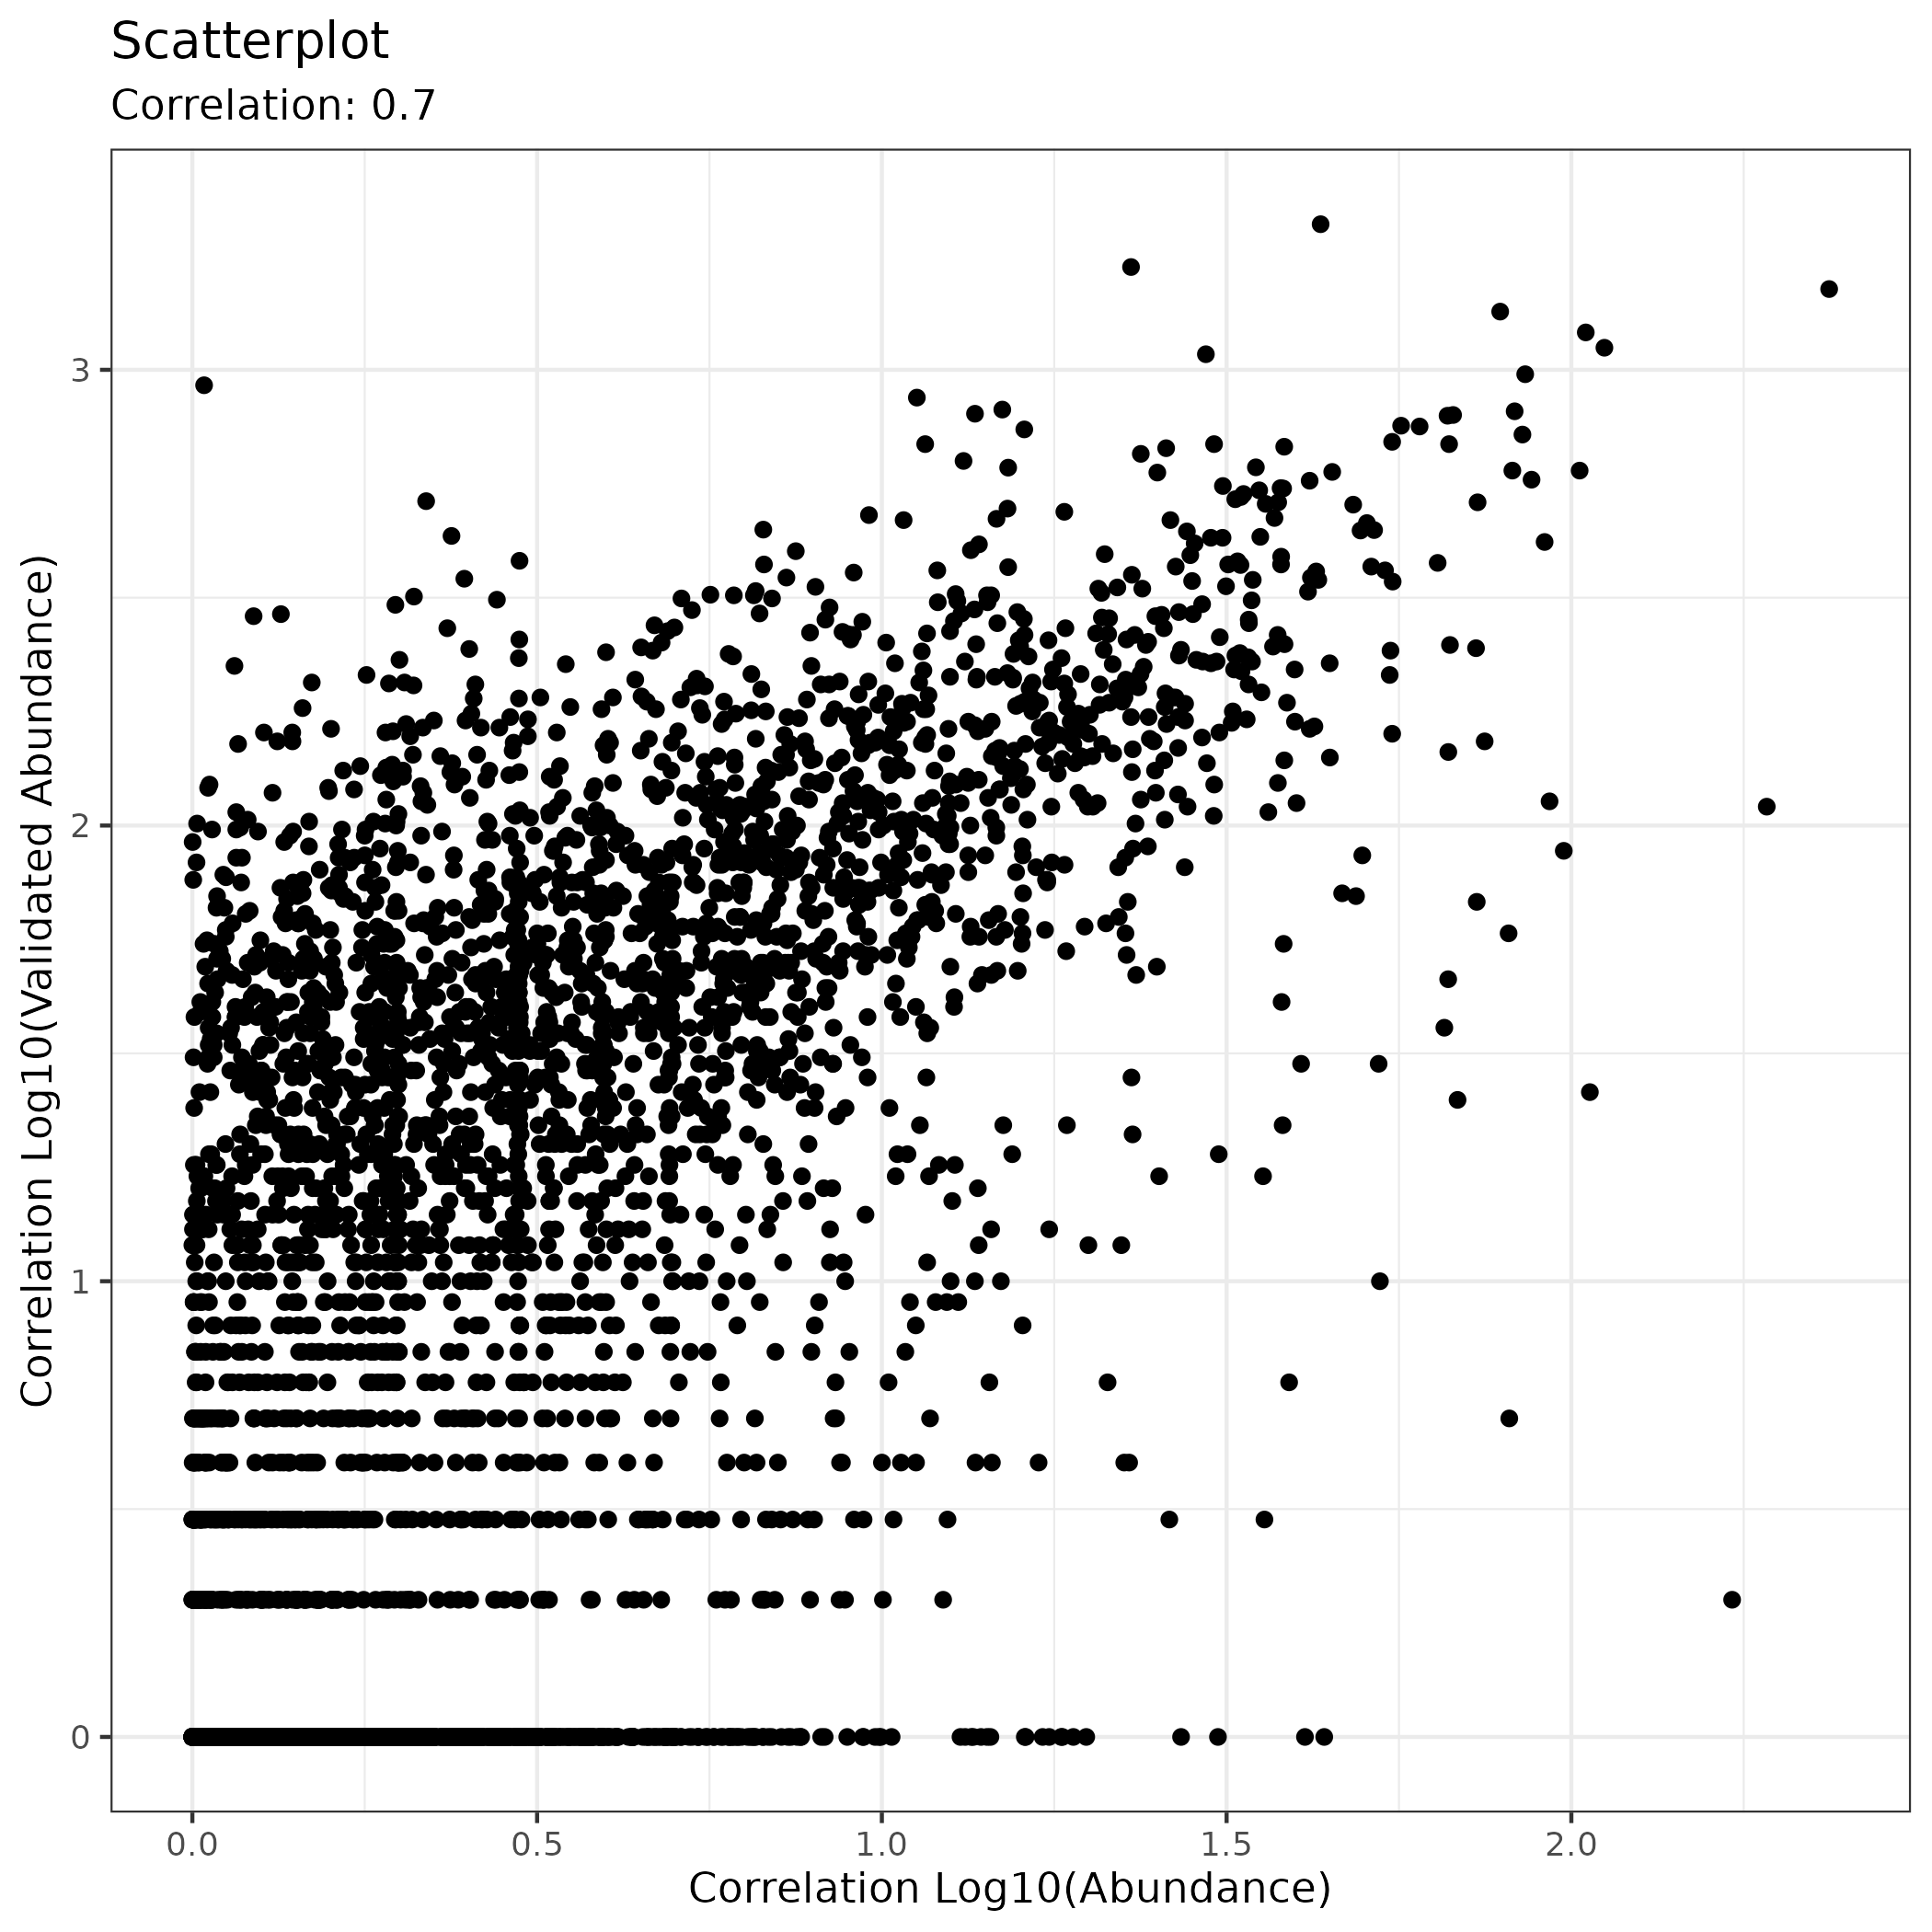 Scatterplot
Correlation: 0.7
Correlation Log10(Validated Abundance)
3
2
1
0
0.0 0.5 1.0 1.5 2.0
Correlation Log10(Abundance)